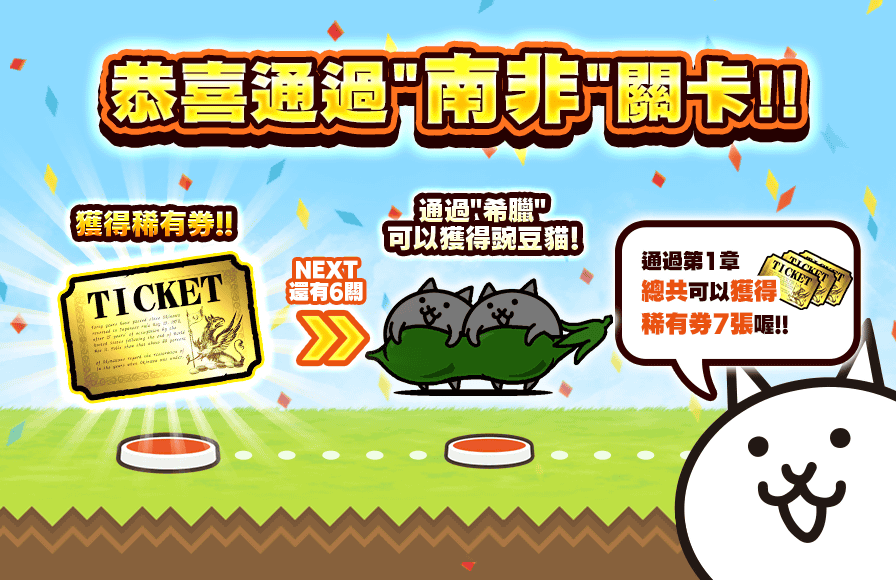 恭喜通過"南非"關卡!!
獲得稀有券!!
TICKET
NEXT
還有6關
通過"希臘"
可以獲得豌豆貓!
通過第1章
總共可以獲得
稀有券7張喔!!
TICKET